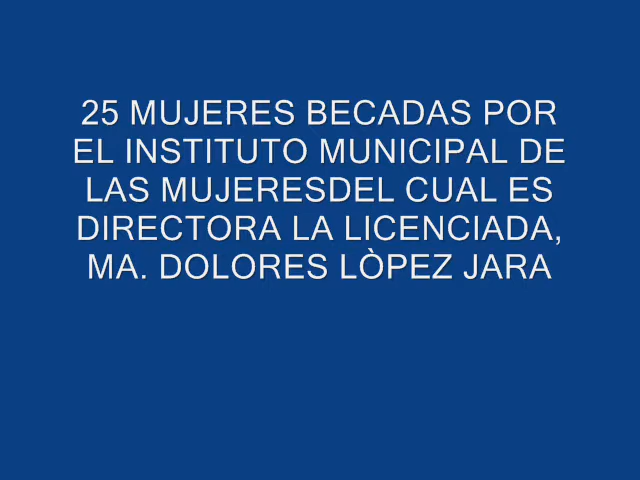 25 MUJERES BECADAS POR
EL INSTITUTO MUNICIPAL DE
LAS MUJERESDEL CUAL ES
DIRECTORA LA LICENCIADA,
MA. DOLORES LÒPEZ JARA